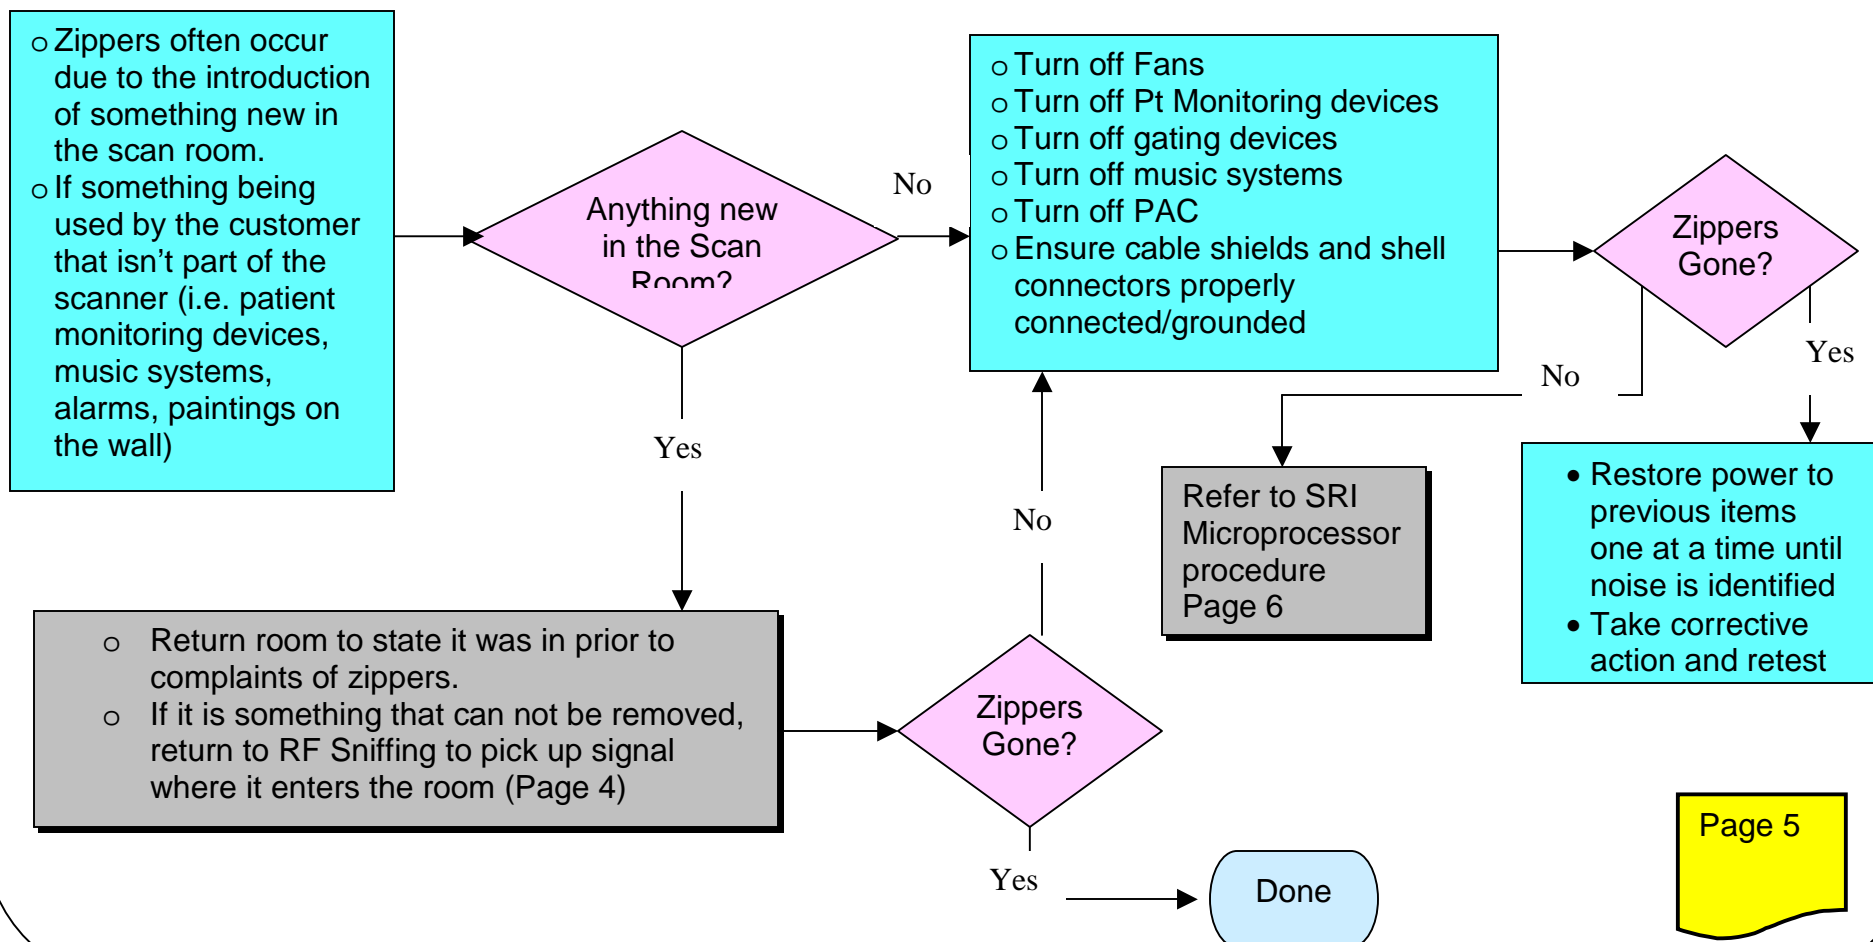 o Zippers often occur
due to the introduction
of something new in
the scan room.
o If something being
used by the customer
that isn't part of the
scanner (i.e. patient
monitoring devices,
music systems,
alarms, paintings on
the wall)
Anything new
in the Scan
Room?
No
Yes
o Turn off Fans
o Turn off Pt Monitoring devices
o Turn off gating devices
o Turn off music systems
o Turn off PAC
o Ensure cable shields and shell
connectors properly
connected/grounded
Zippers
Gone?
No
Yes
Refer to SRI
Microprocessor
procedure
Page 6
• Restore power to
previous items
one at a time until
noise is identified
• Take corrective
action and retest
o Return room to state it was in prior to
complaints of zippers.
o If it is something that can not be removed,
return to RF Sniffing to pick up signal
where it enters the room (Page 4)
Zippers
Gone?
No
Yes
Done
Page 5